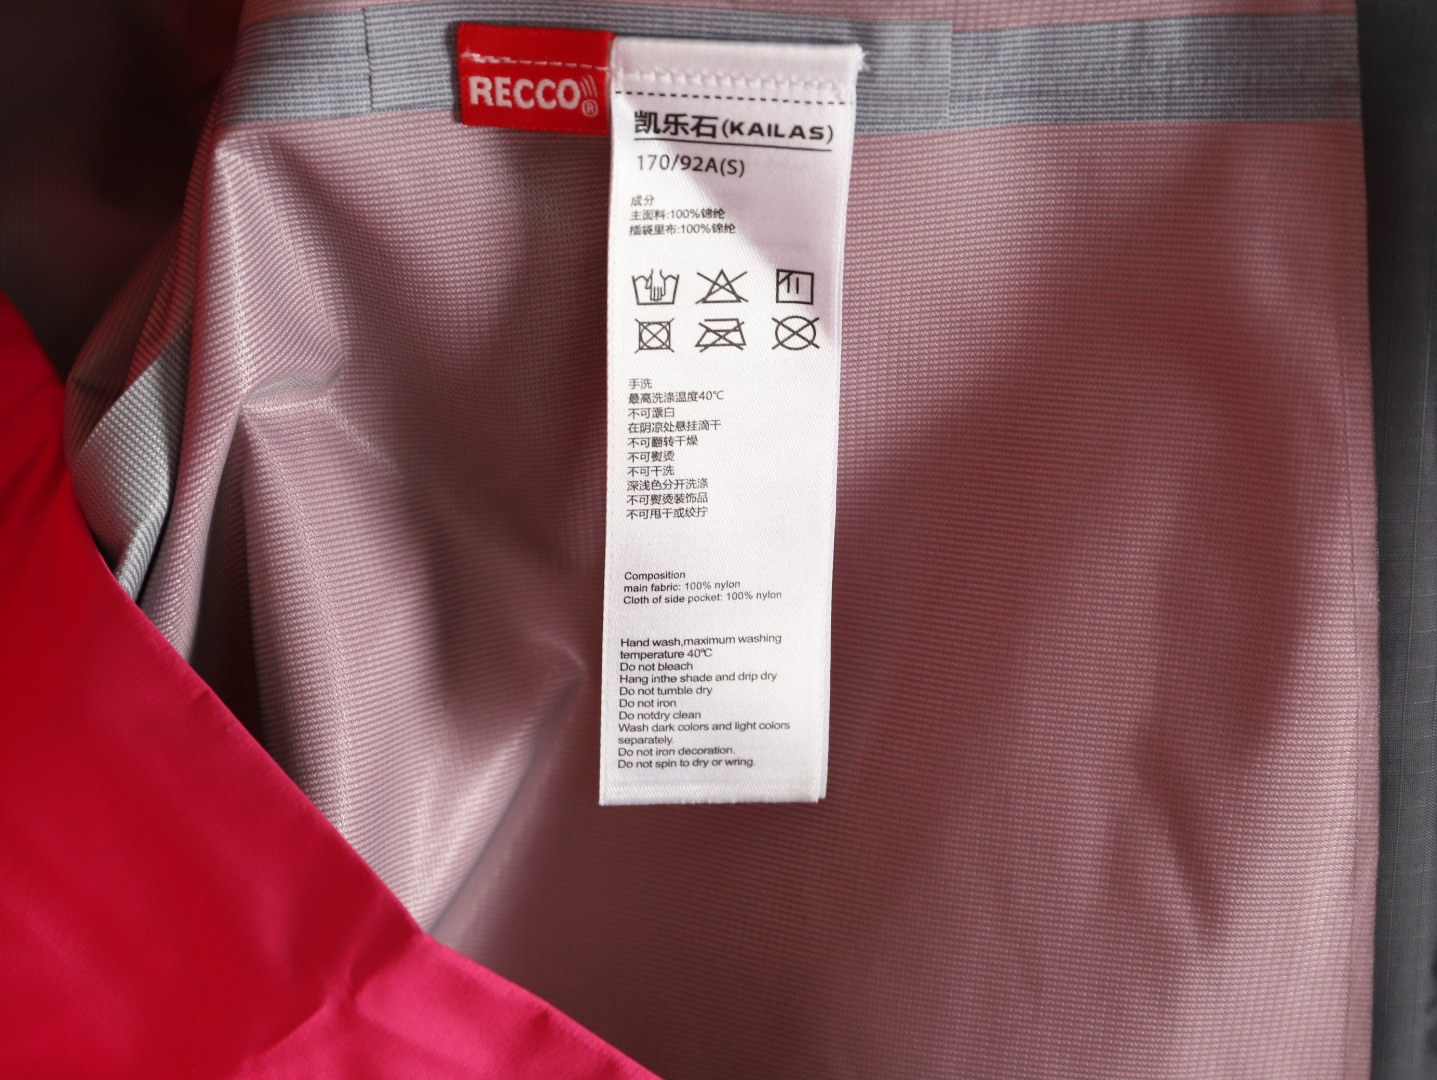 RECCO®
凯乐石(KAILAS)
170/92A(S)
成分
主面料:100%锦纶
插袋里布:100%锦纶
手洗
最高洗涤温度40℃
不可漂白
在阴凉处悬挂滴干
不可翻转干燥
不可熨烫
不可干洗
深浅色分开洗涤
不可熨烫装饰品
不可甩干或绞拧
Composition
main fabric: 100% nylon
Cloth of side pocket: 100% nylon
Hand wash,maximum washing
temperature 40℃
Do not bleach
Hang inthe shade and drip dry
Do not tumble dry
Do not iron
Do notdry clean
Wash dark colors and light colors
separately.
Do not iron decoration.
Do not spin to dry or wring.